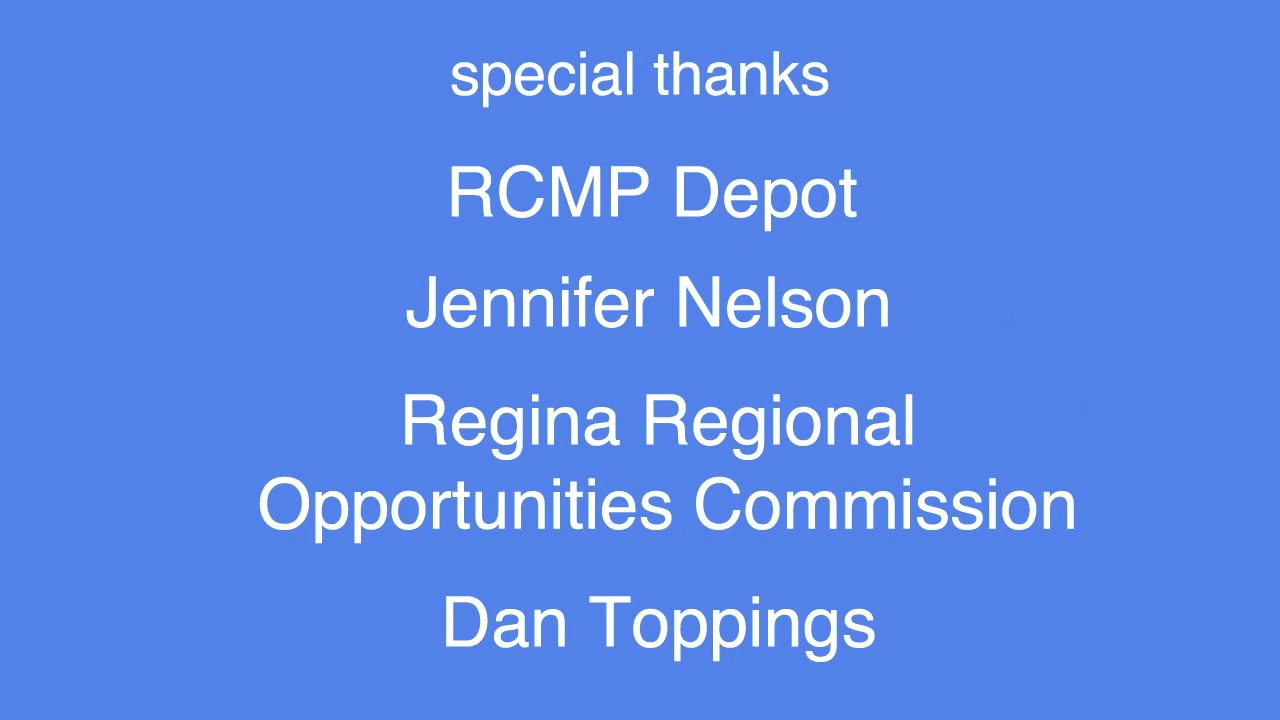 special thanks
RCMP Depot
Jennifer Nelson
Regina Regional
Opportunities Commission
Dan Toppings